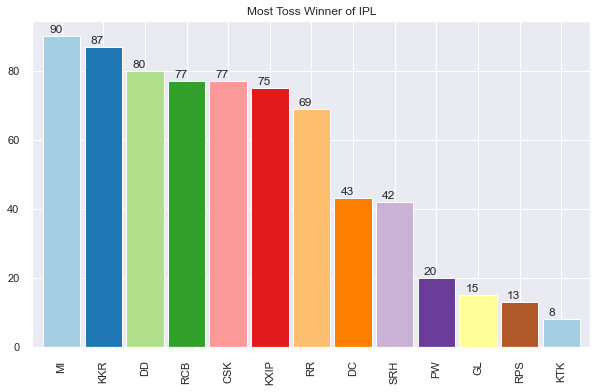 Most Toss Winner of IPL
90
87
80
77
77
75
69
43
42
20
15
13
8
80
60
40
20
0
MI
KKR
DD
RCB
CSK
KXIP
RR
DC
SRH
PW
GL
RPS
KTK